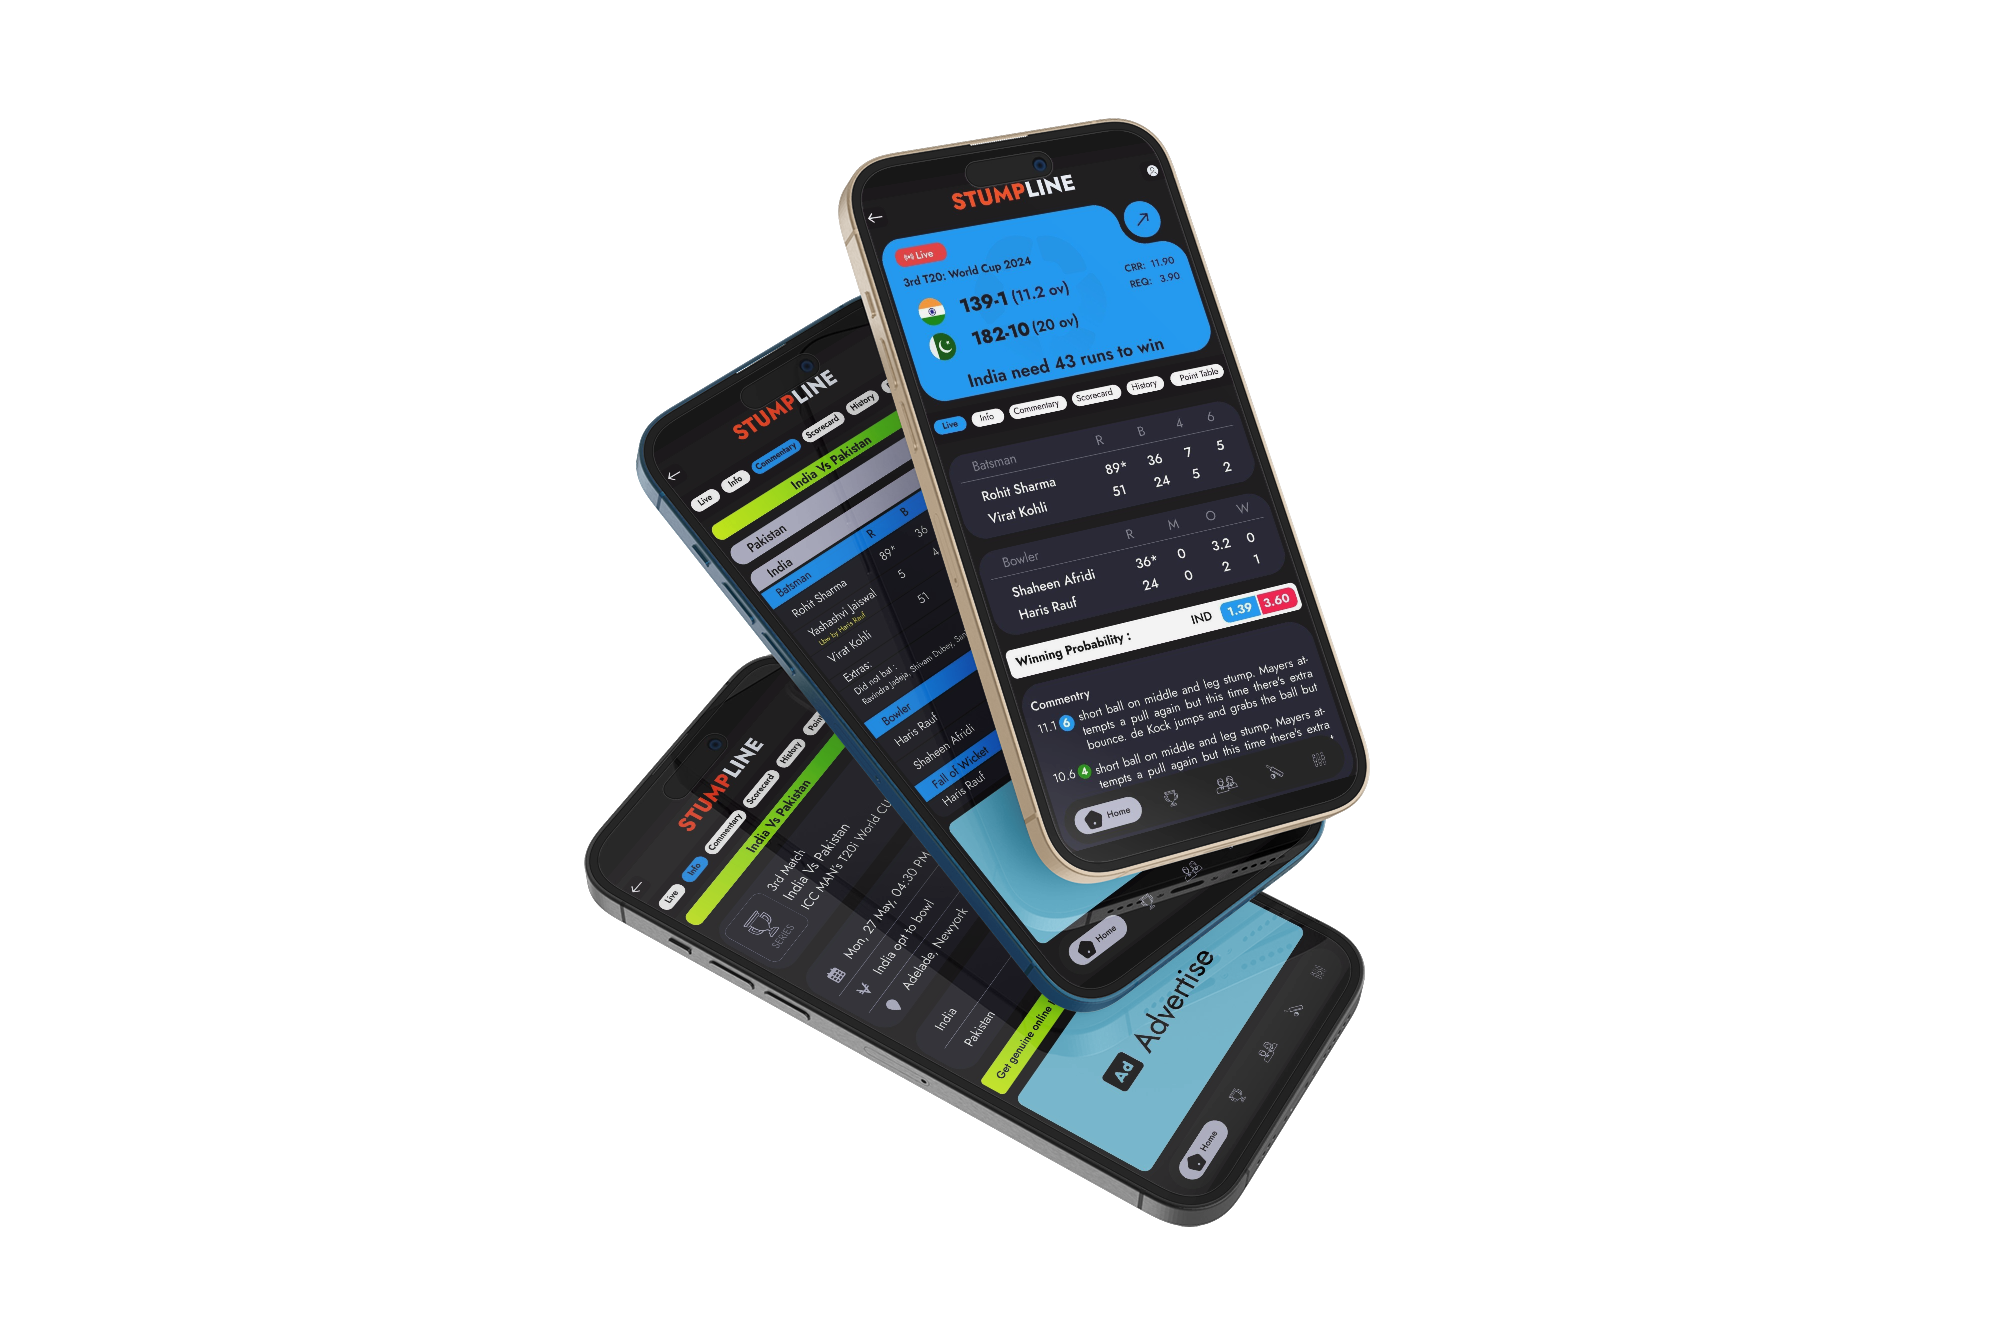 STUMPLINE
Live
3rd T20: World Cup 2024
CRR: 11.90
REQ: 3.90
139-1 (11.2 ov)
182-10 (20 ov)
India need 43 runs to win
Live Info Commentary Scorecard History Point Table
Batsman R B 4 6
Rohit Sharma 89* 36 7 5
Virat Kohli 51 24 5 2
Bowler R M O W
Shaheen Afridi 36* 0 3.2 0
Haris Rauf 24 0 2 1
Winning Probability : IND 1.39 3.60
Commentry
11.1 6 short ball on middle and leg stump. Mayers at-
tempts a pull again but this time there's extra
bounce. de Kock jumps and grabs the ball but
10.6 4 short ball on middle and leg stump. Mayers at-
tempts a pull again but this time there's extra
Home
STUMPLINE
Live Info Commentary Scorecard History
India Vs Pakistan
Pakistan
India
Batsman R B
Rohit Sharma 89* 36
Yashashvi Jaiswal 5 4
Lbw by Haris Rauf
Virat Kohli 51
Extras:
Did not bat :
Ravindra Jadeja, Shivam Dubey,
Bowler
Haris Rauf
Shaheen Afridi
Fall of Wicket
Haris Rauf
Home
STUMPLINE
Live Info Commentary Scorecard History
India Vs Pakistan
SERIES
3rd Match
India Vs Pakistan
ICC MAN's T20i World CU
Mon, 27 May, 04:30 PM
India opt to bowl
Adelade, Newyork
India
Pakistan
Get genuine online
Ad Advertise
Home